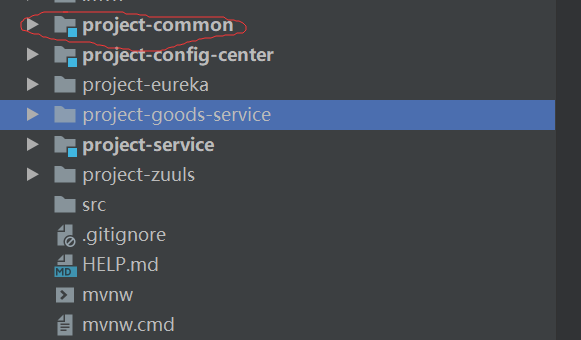 project-common
project-config-center
project-eureka
project-goods-service
project-service
project-zuuls
src
.gitignore
MD HELP.md
mvnw
mvnw.cmd